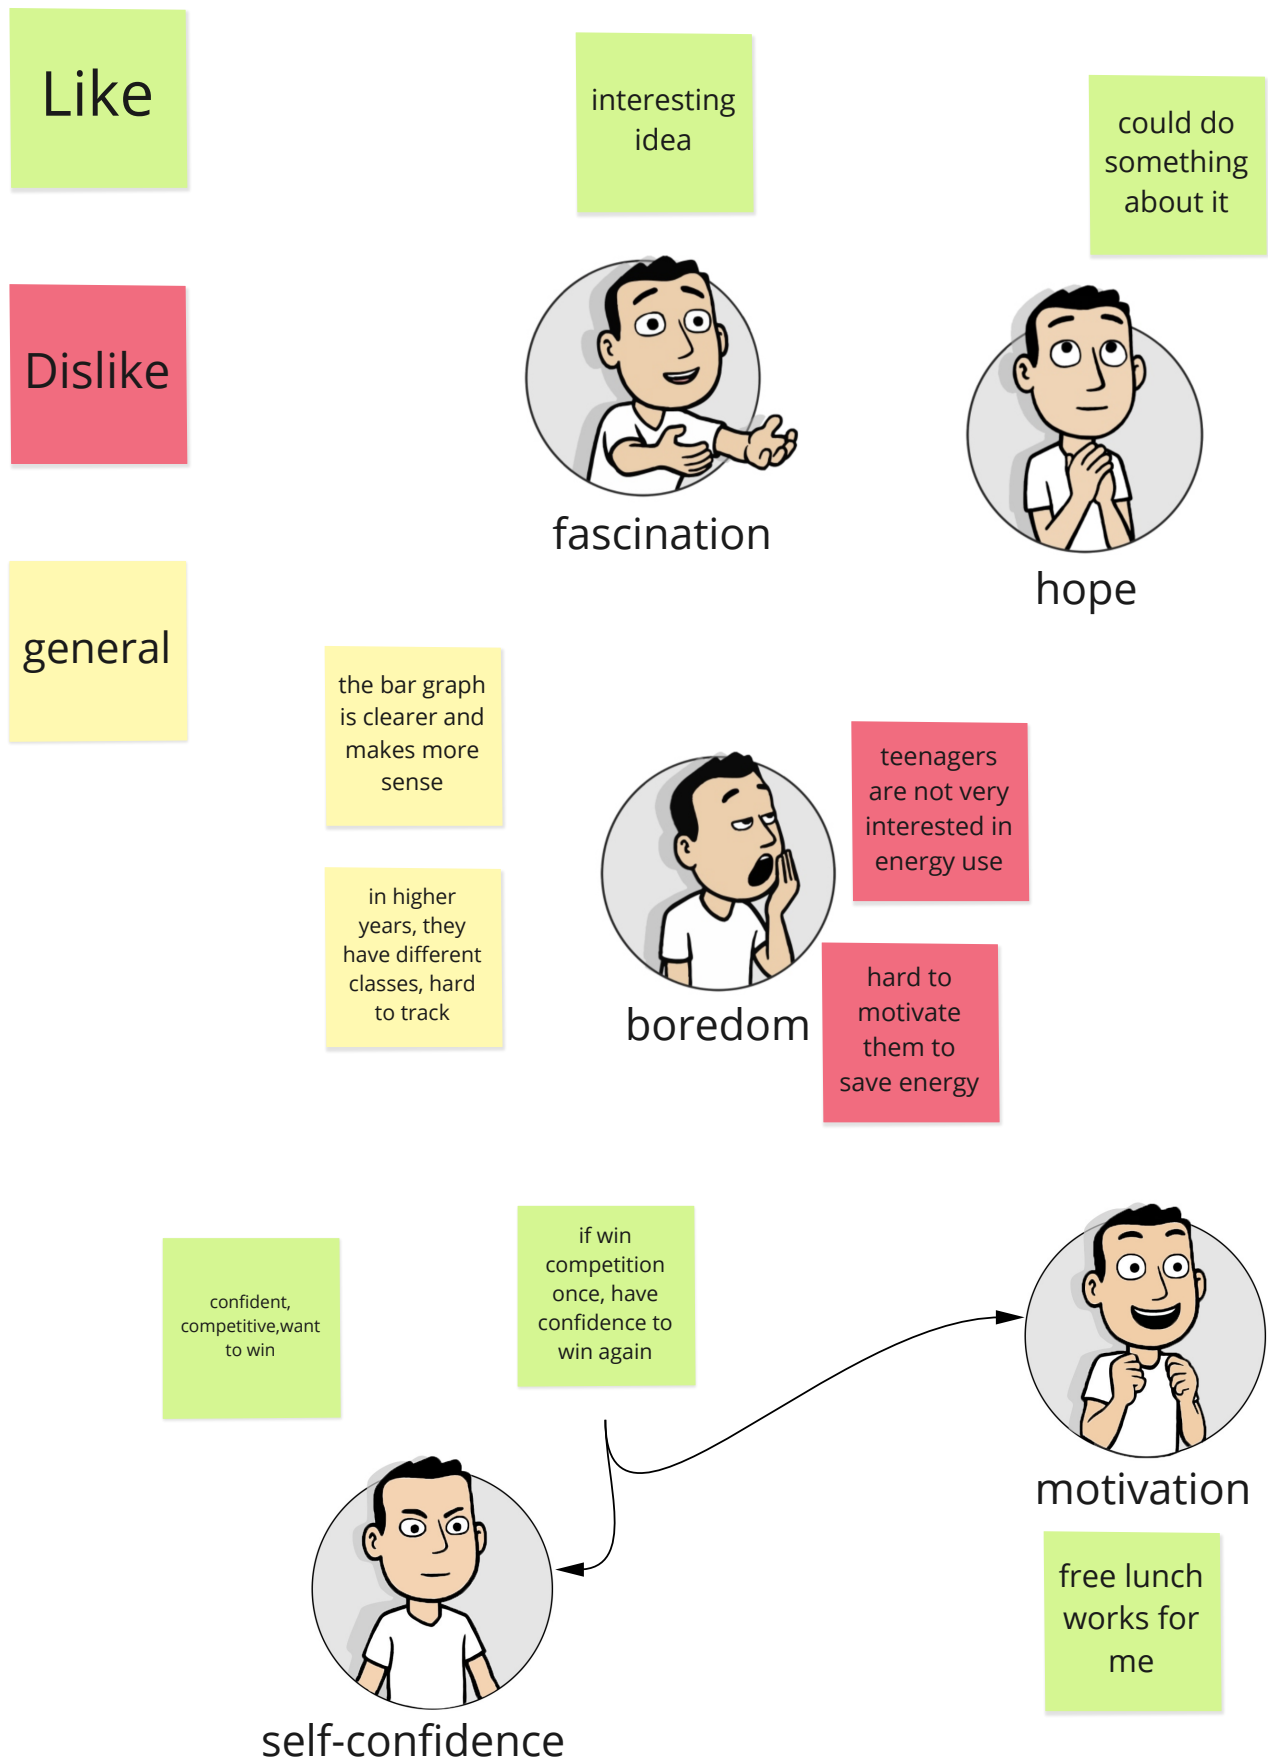 Like
interesting
idea
could do
something
about it
Dislike
fascination
hope
general
the bar graph
is clearer and
makes more
sense
teenagers
are not very
interested in
energy use
in higher
years, they
have different
classes, hard
to track
hard to
motivate
them to
save energy
boredom
confident,
competitive,want
to win
if win
competition
once, have
confidence to
win again
motivation
free lunch
works for
me
self-confidence